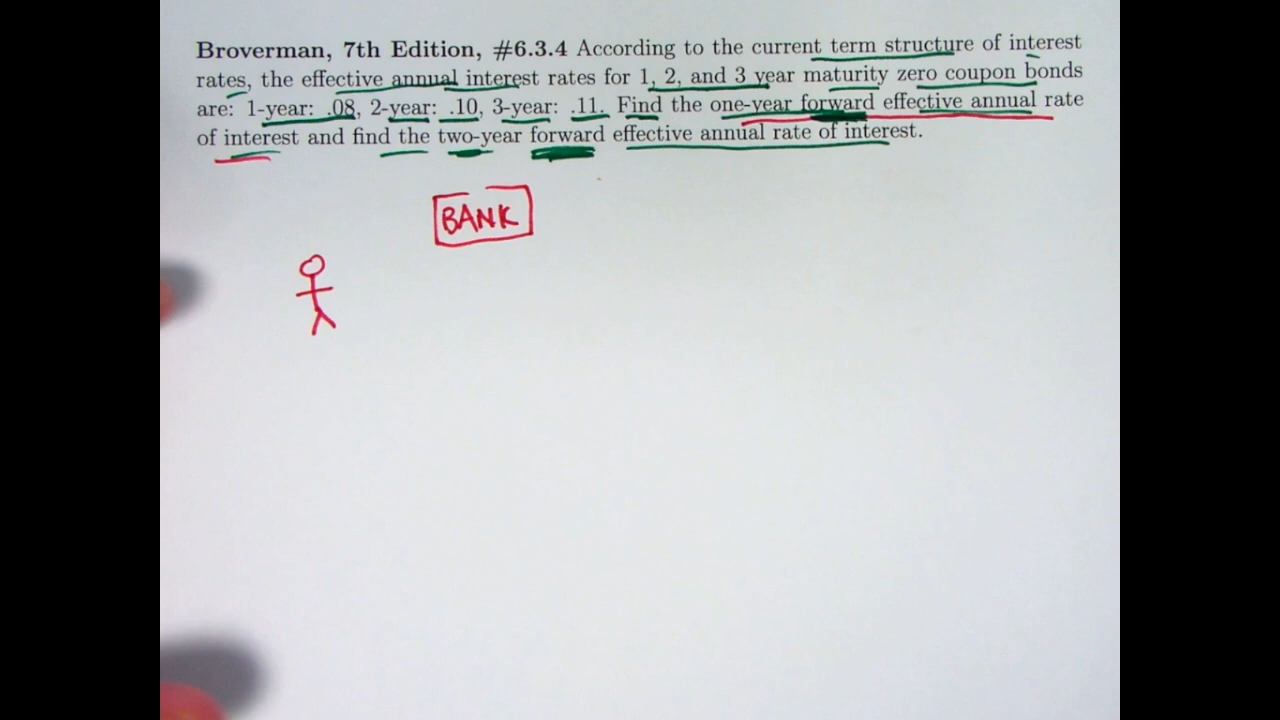 Broverman, 7th Edition, #6.3.4 According to the current term structure of interest
rates, the effective annual interest rates for 1, 2, and 3 year maturity zero coupon bonds
are: 1-year: .08, 2-year: .10, 3-year: .11. Find the one-year forward effective annual rate
of interest and find the two-year forward effective annual rate of interest.
BANK